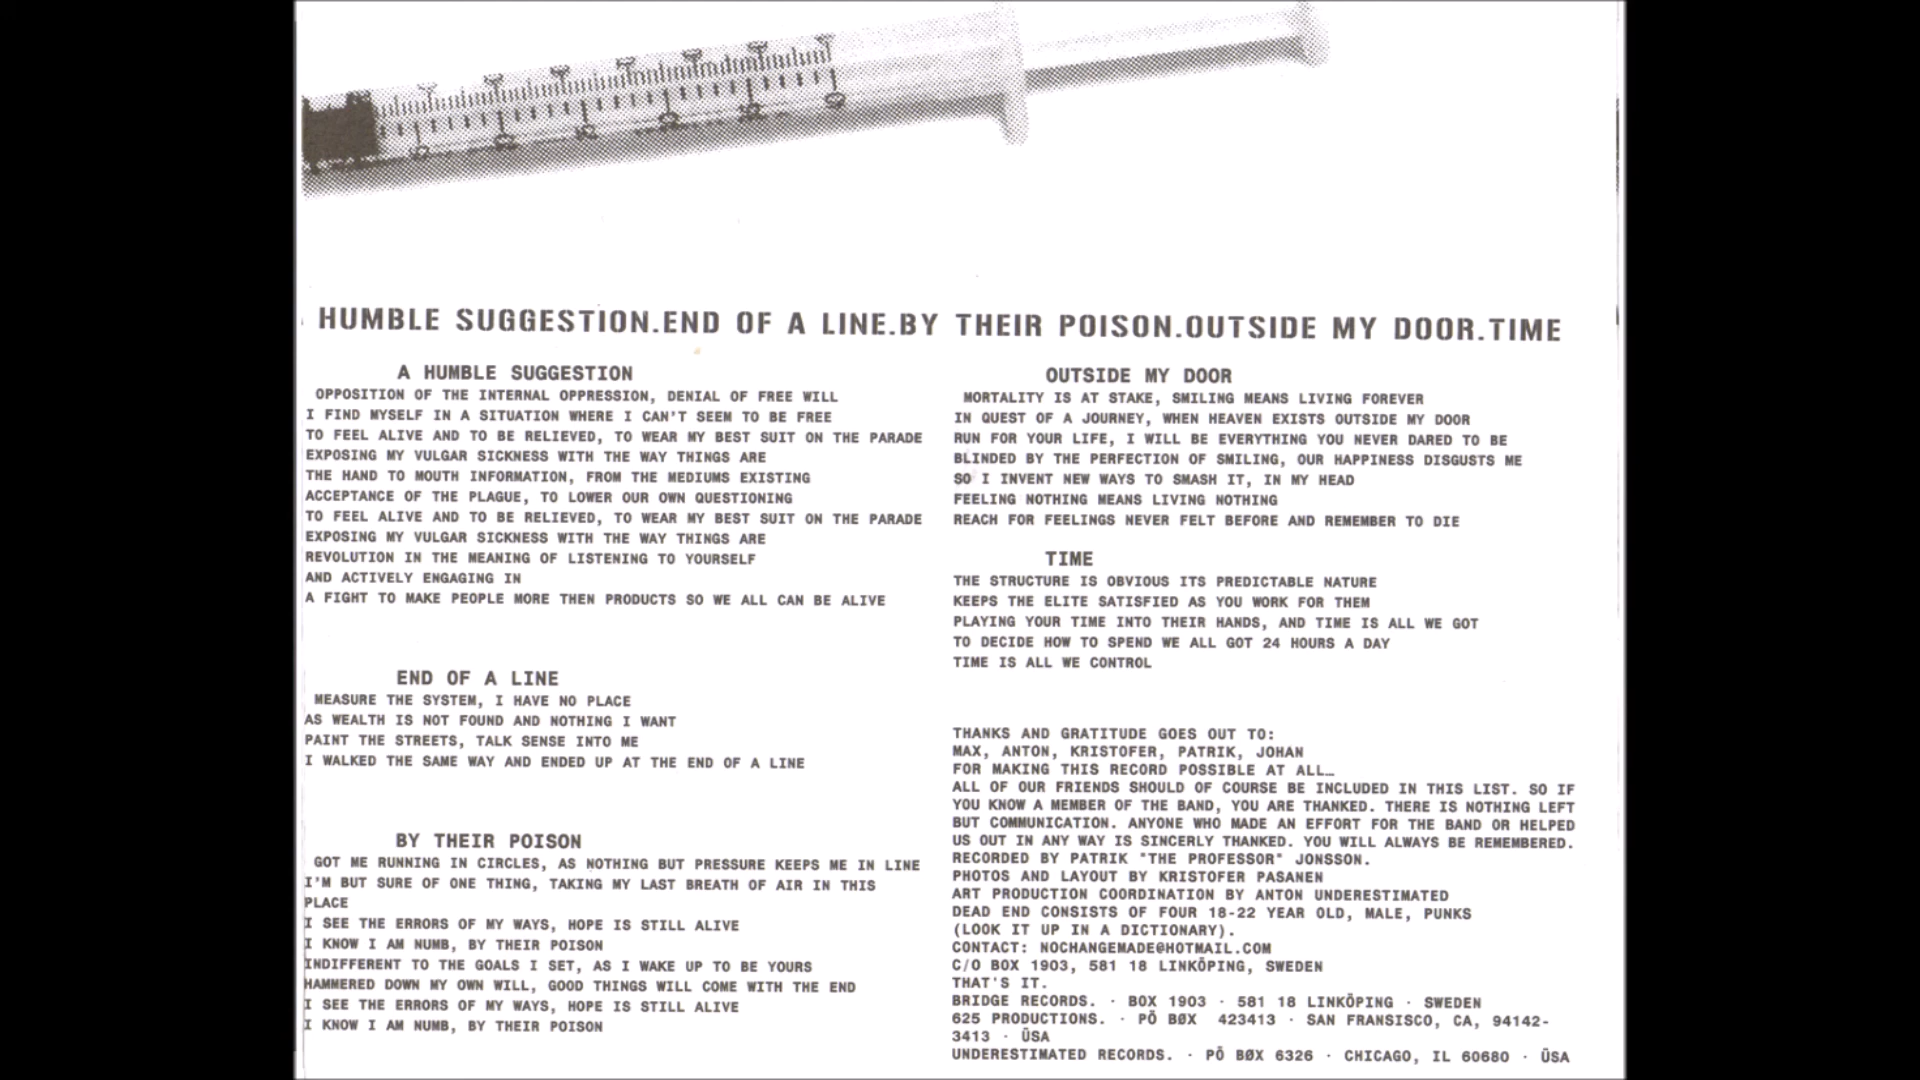 HUMBLE SUGGESTION.END OF A LINE.BY THEIR POISON.OUTSIDE MY DOOR.TIME
A HUMBLE SUGGESTION
OPPOSITION OF THE INTERNAL OPPRESSION, DENIAL OF FREE WILL
I FIND MYSELF IN A SITUATION WHERE I CAN'T SEEM TO BE FREE
TO FEEL ALIVE AND TO BE RELIEVED, TO WEAR MY BEST SUIT ON THE PARADE
EXPOSING MY VULGAR SICKNESS WITH THE WAY THINGS ARE
THE HAND TO MOUTH INFORMATION, FROM THE MEDIUMS EXISTING
ACCEPTANCE OF THE PLAGUE, TO LOWER OUR OWN QUESTIONING
TO FEEL ALIVE AND TO BE RELIEVED, TO WEAR MY BEST SUIT ON THE PARADE
EXPOSING MY VULGAR SICKNESS WITH THE WAY THINGS ARE
REVOLUTION IN THE MEANING OF LISTENING TO YOURSELF
AND ACTIVELY ENGAGING IN
A FIGHT TO MAKE PEOPLE MORE THEN PRODUCTS SO WE ALL CAN BE ALIVE
END OF A LINE
MEASURE THE SYSTEM, I HAVE NO PLACE
AS WEALTH IS NOT FOUND AND NOTHING I WANT
PAINT THE STREETS, TALK SENSE INTO ME
I WALKED THE SAME WAY AND ENDED UP AT THE END OF A LINE
BY THEIR POISON
GOT ME RUNNING IN CIRCLES, AS NOTHING BUT PRESSURE KEEPS ME IN LINE
I'M BUT SURE OF ONE THING, TAKING MY LAST BREATH OF AIR IN THIS
PLACE
I SEE THE ERRORS OF MY WAYS, HOPE IS STILL ALIVE
I KNOW I AM NUMB, BY THEIR POISON
INDIFFERENT TO THE GOALS I SET, AS I WAKE UP TO BE YOURS
HAMMERED DOWN MY OWN WILL, GOOD THINGS WILL COME WITH THE END
I SEE THE ERRORS OF MY WAYS, HOPE IS STILL ALIVE
I KNOW I AM NUMB, BY THEIR POISON
OUTSIDE MY DOOR
MORTALITY IS AT STAKE, SMILING MEANS LIVING FOREVER
IN QUEST OF A JOURNEY, WHEN HEAVEN EXISTS OUTSIDE MY DOOR
RUN FOR YOUR LIFE, I WILL BE EVERYTHING YOU NEVER DARED TO BE
BLINDED BY THE PERFECTION OF SMILING, OUR HAPPINESS DISGUSTS ME
SO I INVENT NEW WAYS TO SMASH IT, IN MY HEAD
FEELING NOTHING MEANS LIVING NOTHING
REACH FOR FEELINGS NEVER FELT BEFORE AND REMEMBER TO DIE
TIME
THE STRUCTURE IS OBVIOUS ITS PREDICTABLE NATURE
KEEPS THE ELITE SATISFIED AS YOU WORK FOR THEM
PLAYING YOUR TIME INTO THEIR HANDS, AND TIME IS ALL WE GOT
TO DECIDE HOW TO SPEND WE ALL GOT 24 HOURS A DAY
TIME IS ALL WE CONTROL
THANKS AND GRATITUDE GOES OUT TO:
MAX, ANTON, KRISTOFER, PATRIK, JOHAN
FOR MAKING THIS RECORD POSSIBLE AT ALL…
ALL OF OUR FRIENDS SHOULD OF COURSE BE INCLUDED IN THIS LIST. SO IF
YOU KNOW A MEMBER OF THE BAND, YOU ARE THANKED. THERE IS NOTHING LEFT
BUT COMMUNICATION. ANYONE WHO MADE AN EFFORT FOR THE BAND OR HELPED
US OUT IN ANY WAY IS SINCERLY THANKED. YOU WILL ALWAYS BE REMEMBERED.
RECORDED BY PATRIK "THE PROFESSOR" JONSSON.
PHOTOS AND LAYOUT BY KRISTOFER PASANEN
ART PRODUCTION COORDINATION BY ANTON UNDERESTIMATED
DEAD END CONSISTS OF FOUR 18-22 YEAR OLD, MALE, PUNKS
(LOOK IT UP IN A DICTIONARY).
CONTACT: NOCHANGEMADE@HOTMAIL.COM
C/O BOX 1903, 581 18 LINKÖPING, SWEDEN
THAT'S IT.
BRIDGE RECORDS. · BOX 1903 · 581 18 LINKÖPING · SWEDEN
625 PRODUCTIONS. · PÖ BØX 423413 · SAN FRANSISCO, CA, 94142-
3413 · ÜSA
UNDERESTIMATED RECORDS. · PÖ BØX 6326 · CHICAGO, IL 60680 · ÜSA